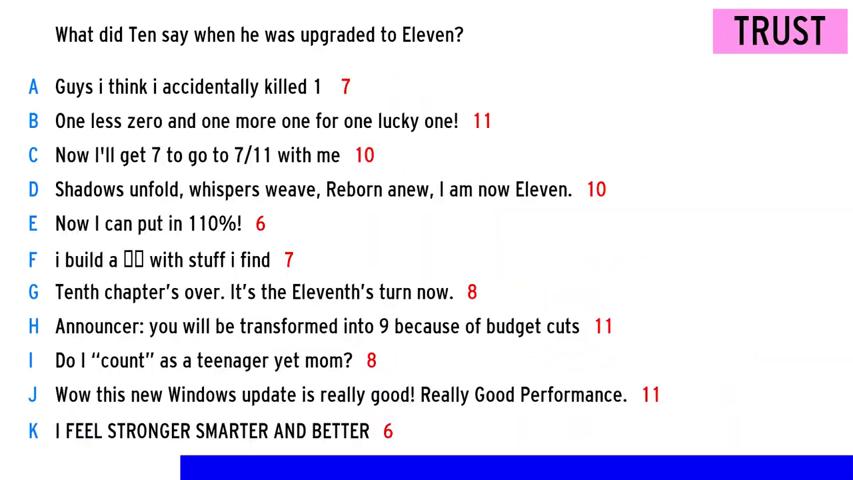 What did Ten say when he was upgraded to Eleven?
TRUST
A Guys i think i accidentally killed 1 7
B One less zero and one more one for one lucky one! 11
C Now I'll get 7 to go to 7/11 with me 10
D Shadows unfold, whispers weave, Reborn anew, I am now Eleven. 10
E Now I can put in 110%! 6
F i build a ▯▯ with stuff i find 7
G Tenth chapter’s over. It’s the Eleventh’s turn now. 8
H Announcer: you will be transformed into 9 because of budget cuts 11
I Do I “count” as a teenager yet mom? 8
J Wow this new Windows update is really good! Really Good Performance. 11
K I FEEL STRONGER SMARTER AND BETTER 6